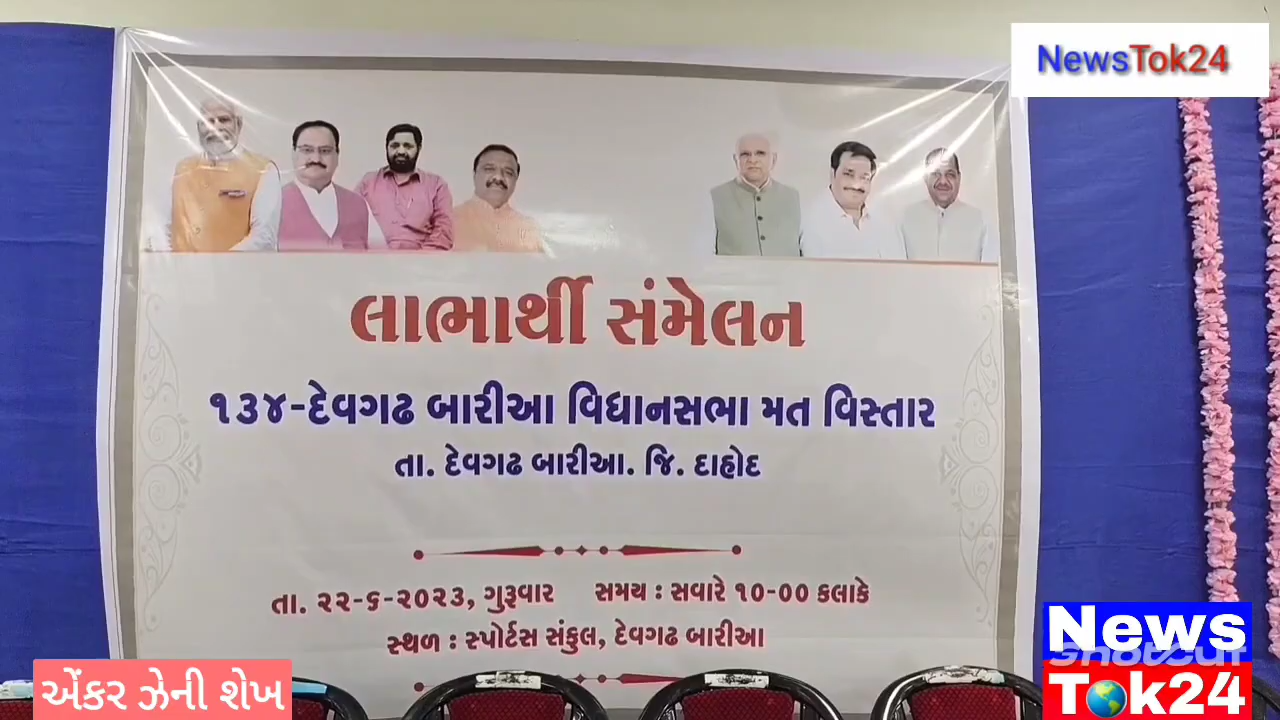 NewsTok24
લાભાર્થી સંમેલન
૧૩૪-દેવગઢ બારીઆ વિધાનસભા મત વિસ્તાર
તા. દેવગઢ બારીઆ. જિ. દાહોદ
તા. ૨૨-૬-૨૦૨૩, ગુરૂવાર સમય : સવારે ૧૦-૦૦ કલાકે
સ્થળ : સ્પોર્ટસ સંકુલ, દેવગઢ બારીઆ
એંકર ઝેની શેખ
News
Shotcut
Tok24